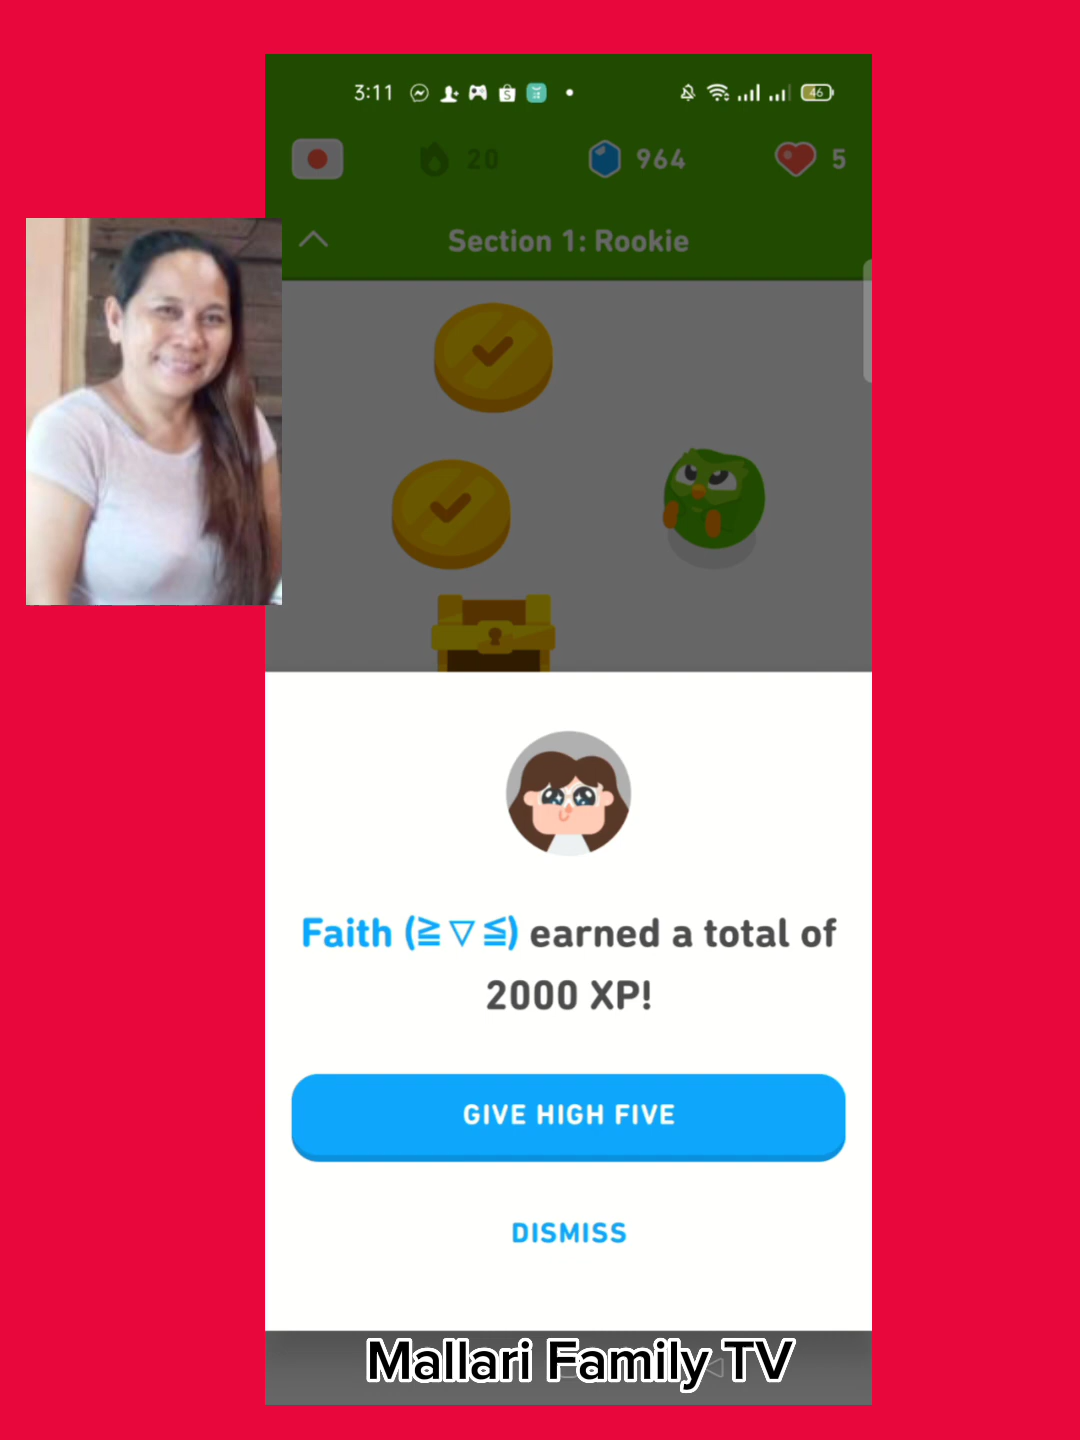 3:11
46
20
964
5
Section 1: Rookie
Faith (≧▽≦) earned a total of
2000 XP!
GIVE HIGH FIVE
DISMISS
Mallari Family TV